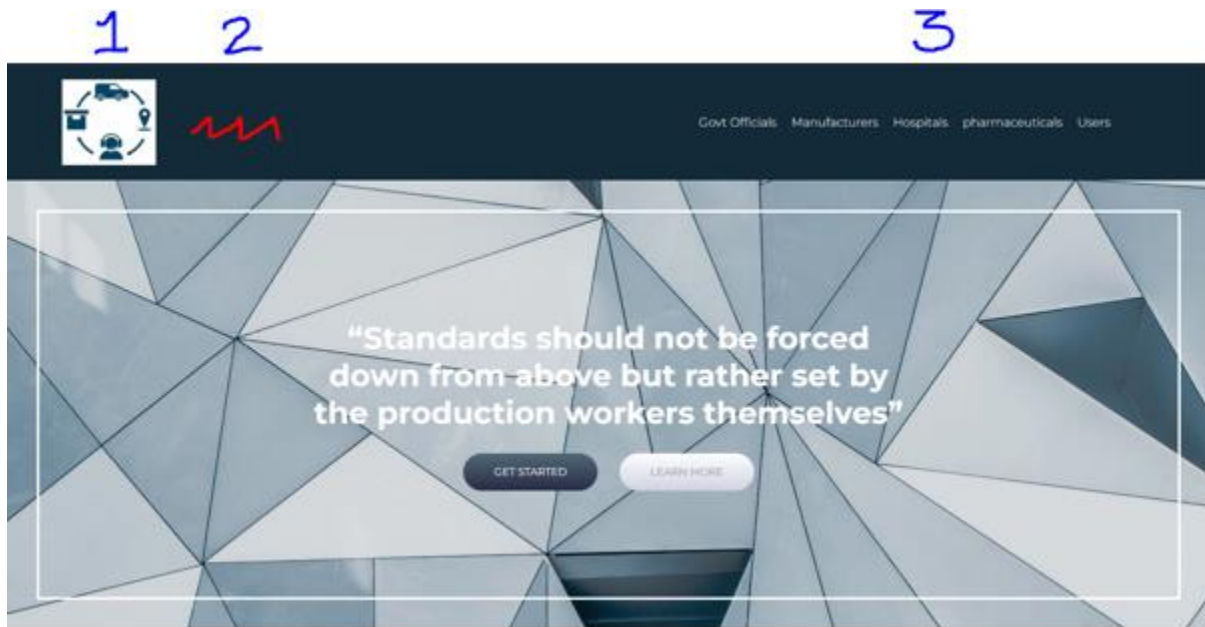 1 2 3
Govt Officials Manufacturers Hospitals pharmaceuticals Users
“Standards should not be forced
down from above but rather set by
the production workers themselves”
GET STARTED LEARN MORE